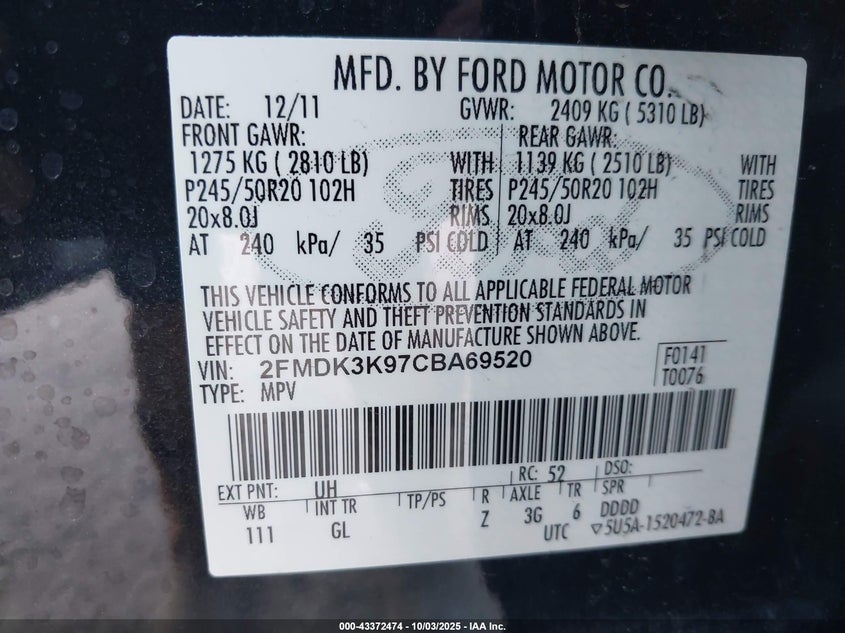 MFD. BY FORD MOTOR CO.
DATE: 12/11 GVWR: 2409 KG ( 5310 LB)
FRONT GAWR: REAR GAWR:
1275 KG ( 2810 LB) WITH 1139 KG ( 2510 LB) WITH
P245/50R20 102H TIRES P245/50R20 102H TIRES
20x8.0J RIMS 20x8.0J RIMS
AT 240 kPa/ 35 PSI COLD AT 240 kPa/ 35 PSI COLD
Ford
THIS VEHICLE CONFORMS TO ALL APPLICABLE FEDERAL MOTOR
VEHICLE SAFETY AND THEFT PREVENTION STANDARDS IN
EFFECT ON THE DATE OF MANUFACTURE SHOWN ABOVE.
VIN: 2FMDK3K97CBA69520 F0141
TYPE: MPV T0076
RC: 52 DSO:
EXT PNT: UH
WB INT TR TP/PS R AXLE TR SPR
111 GL Z 3G 6 DDDD
UTC ▽5U5A-1520472-BA
000-43372474 - 10/03/2025 - IAA Inc.